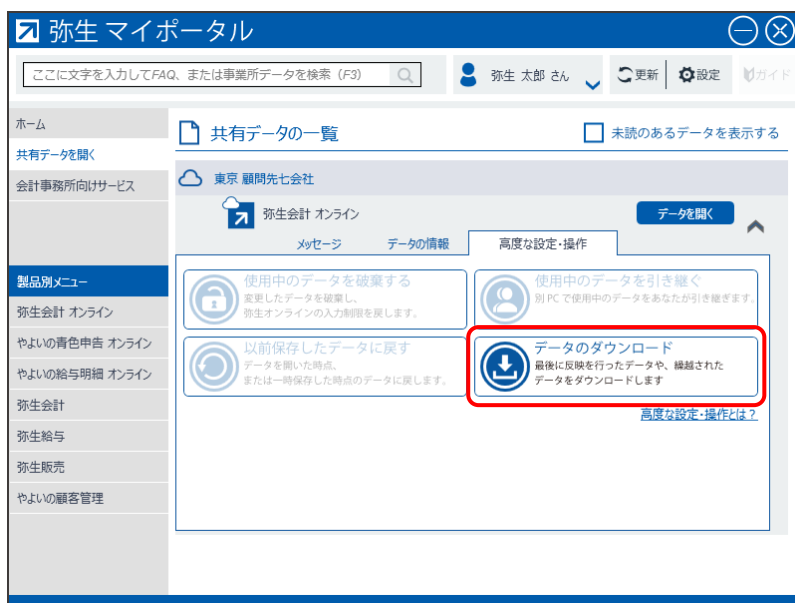 弥生 マイポータル
ここに文字を入力してFAQ、または事業所データを検索（F3）
弥生 太郎 さん
更新
設定
ガイド
ホーム
共有データを開く
会計事務所向けサービス
製品別メニュー
弥生会計 オンライン
やよいの青色申告 オンライン
やよいの給与明細 オンライン
弥生会計
弥生給与
弥生販売
やよいの顧客管理
共有データの一覧
未読のあるデータを表示する
東京 顧問先七会社
弥生会計 オンライン
データを開く
メッセージ
データの情報
高度な設定・操作
使用中のデータを破棄する
変更したデータを破棄し、
弥生オンラインの入力制限を戻します。
使用中のデータを引き継ぐ
別 PC で使用中のデータをあなたが引き継ぎます。
以前保存したデータに戻す
データを開いた時点、
または一時保存した時点のデータに戻します。
データのダウンロード
最後に反映を行ったデータや、繰越された
データをダウンロードします
高度な設定・操作とは？